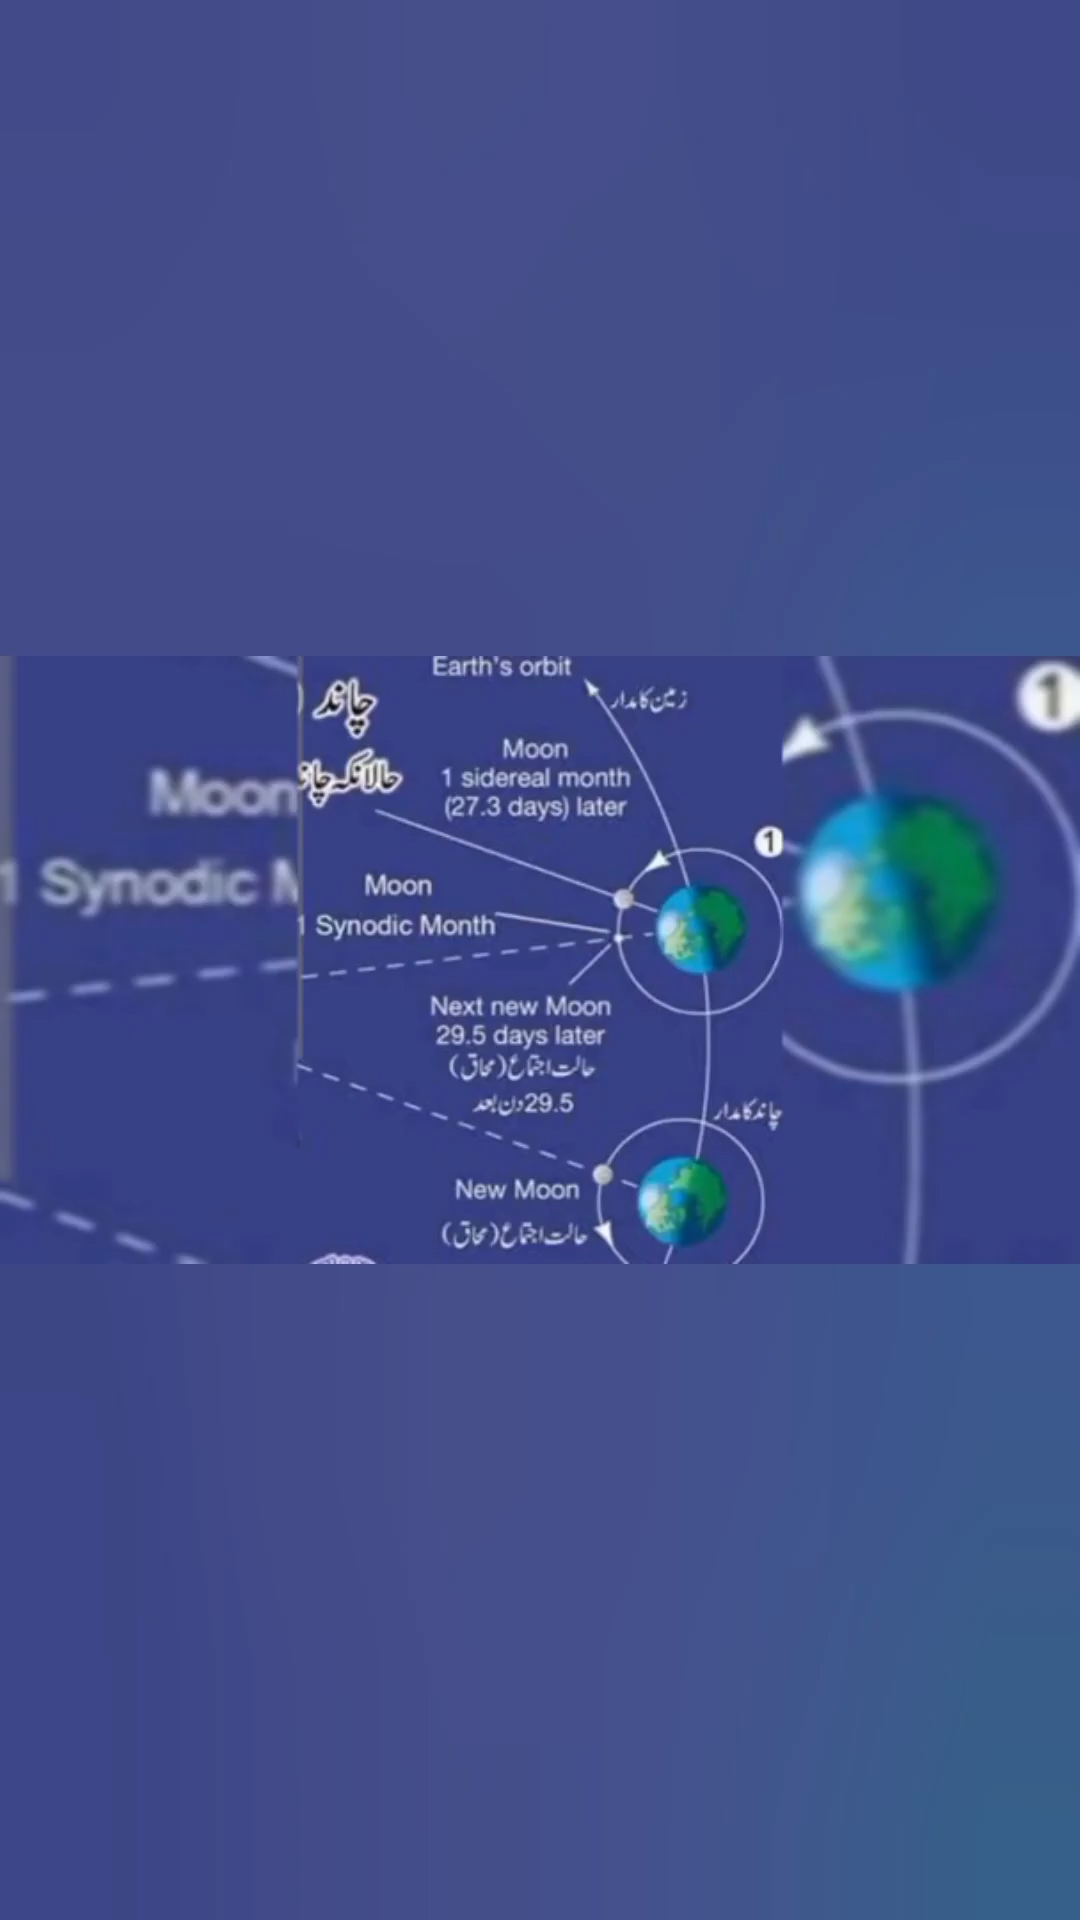 Earth's orbit
زمین کا مدار
چاند
Moon
1 sidereal month
(27.3 days) later
حالانکہ چاند
1
Moon
1 Synodic Month
Next new Moon
29.5 days later
حالت اجتماع (محاق)
29.5 دن بعد
چاند کا مدار
New Moon
حالت اجتماع (محاق)
Moon
1 Synodic M
1